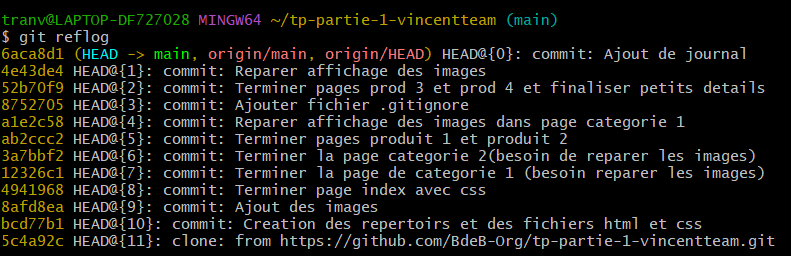 tranv@LAPTOP-DF727028 MINGW64 ~/tp-partie-1-vincentteam (main)
$ git reflog
6aca8d1 (HEAD -> main, origin/main, origin/HEAD) HEAD@{0}: commit: Ajout de journal
4e43de4 HEAD@{1}: commit: Reparer affichage des images
52b70f9 HEAD@{2}: commit: Terminer pages prod 3 et prod 4 et finaliser petits details
8752705 HEAD@{3}: commit: Ajouter fichier .gitignore
a1e2c58 HEAD@{4}: commit: Reparer affichage des images dans page categorie 1
ab2ccc2 HEAD@{5}: commit: Terminer pages produit 1 et produit 2
3a7bbf2 HEAD@{6}: commit: Terminer la page categorie 2(besoin de reparer les images)
12326c1 HEAD@{7}: commit: Terminer la page de categorie 1 (besoin reparer les images)
4941968 HEAD@{8}: commit: Terminer page index avec css
8afd8ea HEAD@{9}: commit: Ajout des images
bcd77b1 HEAD@{10}: commit: Creation des repertoirs et des fichiers html et css
5c4a92c HEAD@{11}: clone: from https://github.com/BdeB-Org/tp-partie-1-vincentteam.git